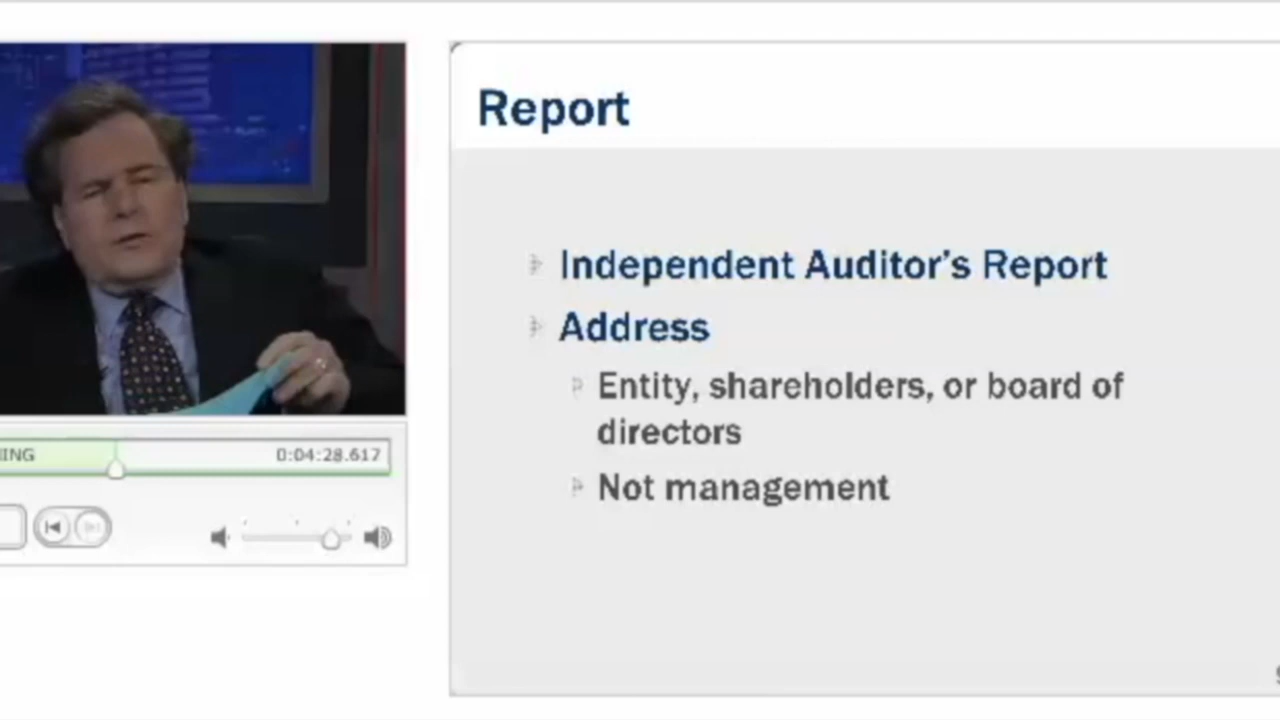 Report
Independent Auditor's Report
Address
Entity, shareholders, or board of
directors
Not management
ING
0:04:28.617